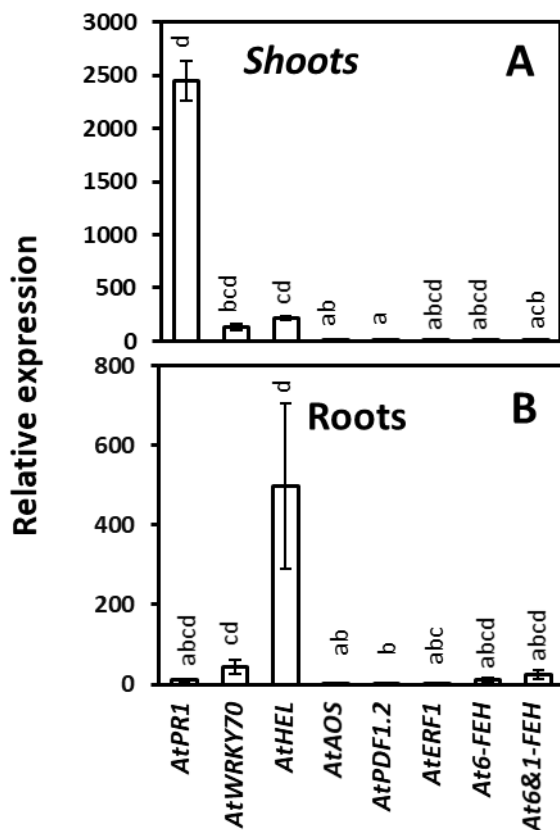 Relative expression
3000
2500
2000
1500
1000
500
0
Shoots
A
d
bcd
cd
ab
a
abcd
abcd
acb
800
600
400
200
0
Roots
B
abcd
cd
d
ab
b
abc
abcd
abcd
AtPR1
AtWRKY70
AtHEL
AtAOS
AtPDF1.2
AtERF1
At6-FEH
At6&1-FEH